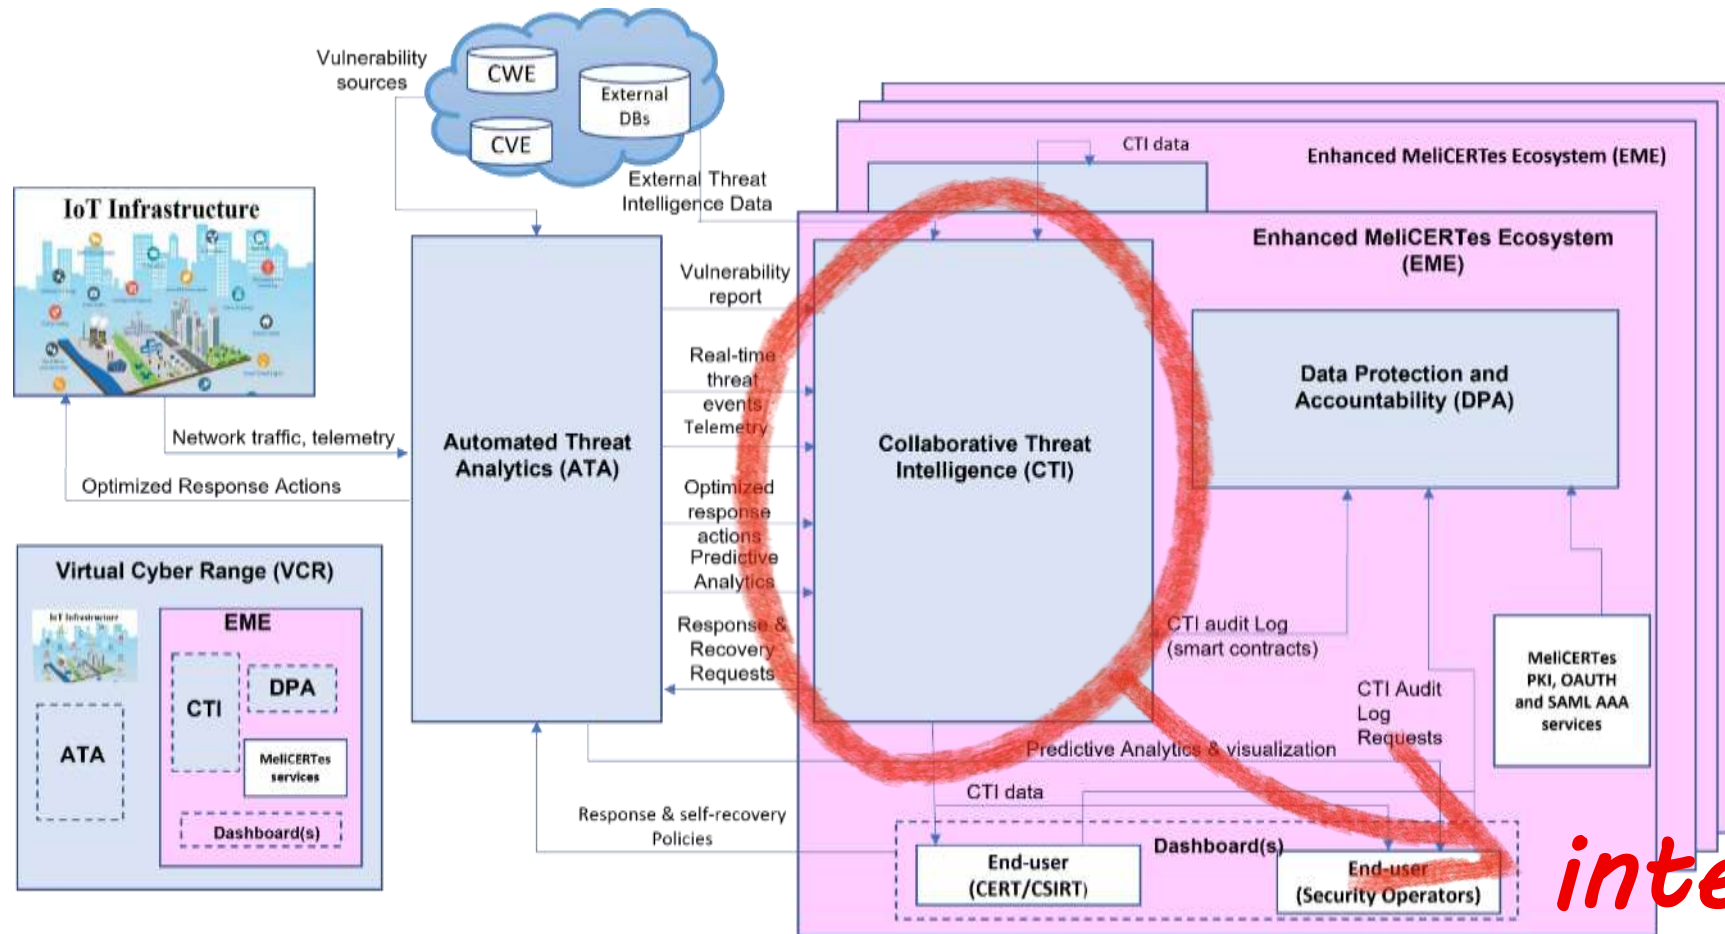 Vulnerability
sources
CWE
CVE
External
DBs
External Threat
Intelligence Data
CTI data
Enhanced MeliCERTes Ecosystem (EME)
Enhanced MeliCERTes Ecosystem
(EME)
IoT Infrastructure
Network traffic, telemetry
Optimized Response Actions
Automated Threat
Analytics (ATA)
Vulnerability
report
Real-time
threat
events
Telemetry
Optimized
response
actions
Predictive
Analytics
Response &
Recovery
Requests
Collaborative Threat
Intelligence (CTI)
Data Protection and
Accountability (DPA)
CTI audit Log
(smart contracts)
CTI Audit
Log
Requests
MeliCERTes
PKI, OAUTH
and SAML AAA
services
Virtual Cyber Range (VCR)
IoT Infrastructure
EME
CTI
DPA
ATA
MeliCERTes
services
Dashboard(s)
Predictive Analytics & visualization
CTI data
Response & self-recovery
Policies
Dashboard(s)
End-user
(CERT/CSIRT)
End-user
(Security Operators)